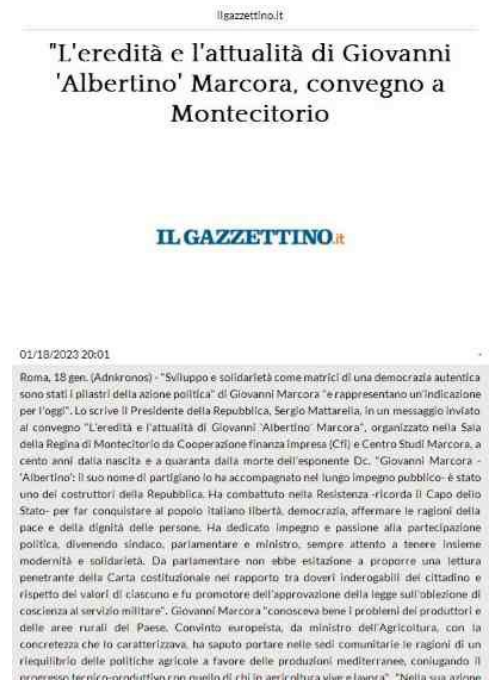 ilgazzettino.it
"L'eredità e l'attualità di Giovanni
'Albertino' Marcora, convegno a
Montecitorio
IL GAZZETTINO.it
01/18/2023 20:01
Roma, 18 gen. (Adnkronos) - "Sviluppo e solidarietà come matrici di una democrazia autentica
sono stati i pilastri della azione politica" di Giovanni Marcora "e rappresentano un'indicazione
per l'oggi". Lo scrive il Presidente della Repubblica, Sergio Mattarella, in un messaggio inviato
al convegno "L'eredità e l'attualità di Giovanni 'Albertino' Marcora", organizzato nella Sala
della Regina di Montecitorio da Cooperazione finanza impresa (Cfi) e Centro Studi Marcora, a
cento anni dalla nascita e a quaranta dalla morte dell'esponente Dc. "Giovanni Marcora -
'Albertino': il suo nome di partigiano lo ha accompagnato nel lungo impegno pubblico- è stato
uno dei costruttori della Repubblica. Ha combattuto nella Resistenza -ricorda il Capo dello
Stato- per far conquistare al popolo italiano libertà, democrazia, affermare le ragioni della
pace e della dignità delle persone. Ha dedicato impegno e passione alla partecipazione
politica, divenendo sindaco, parlamentare e ministro, sempre attento a tenere insieme
modernità e solidarietà. Da parlamentare non ebbe esitazione a proporre una lettura
penetrante della Carta costituzionale nel rapporto tra doveri inderogabili del cittadino e
rispetto dei valori di ciascuno e fu promotore dell'approvazione della legge sull'obiezione di
coscienza al servizio militare". Giovanni Marcora "conosceva bene i problemi dei produttori e
delle aree rurali del Paese. Convinto europeista, da ministro dell'Agricoltura, con la
concretezza che lo caratterizzava, ha saputo portare nelle sedi comunitarie le ragioni di un
riequilibrio delle politiche agricole a favore delle produzioni mediterranee, coniugando il
progresso tecnico-produttivo con quello di chi in agricoltura vive e lavora". "Nella sua azione